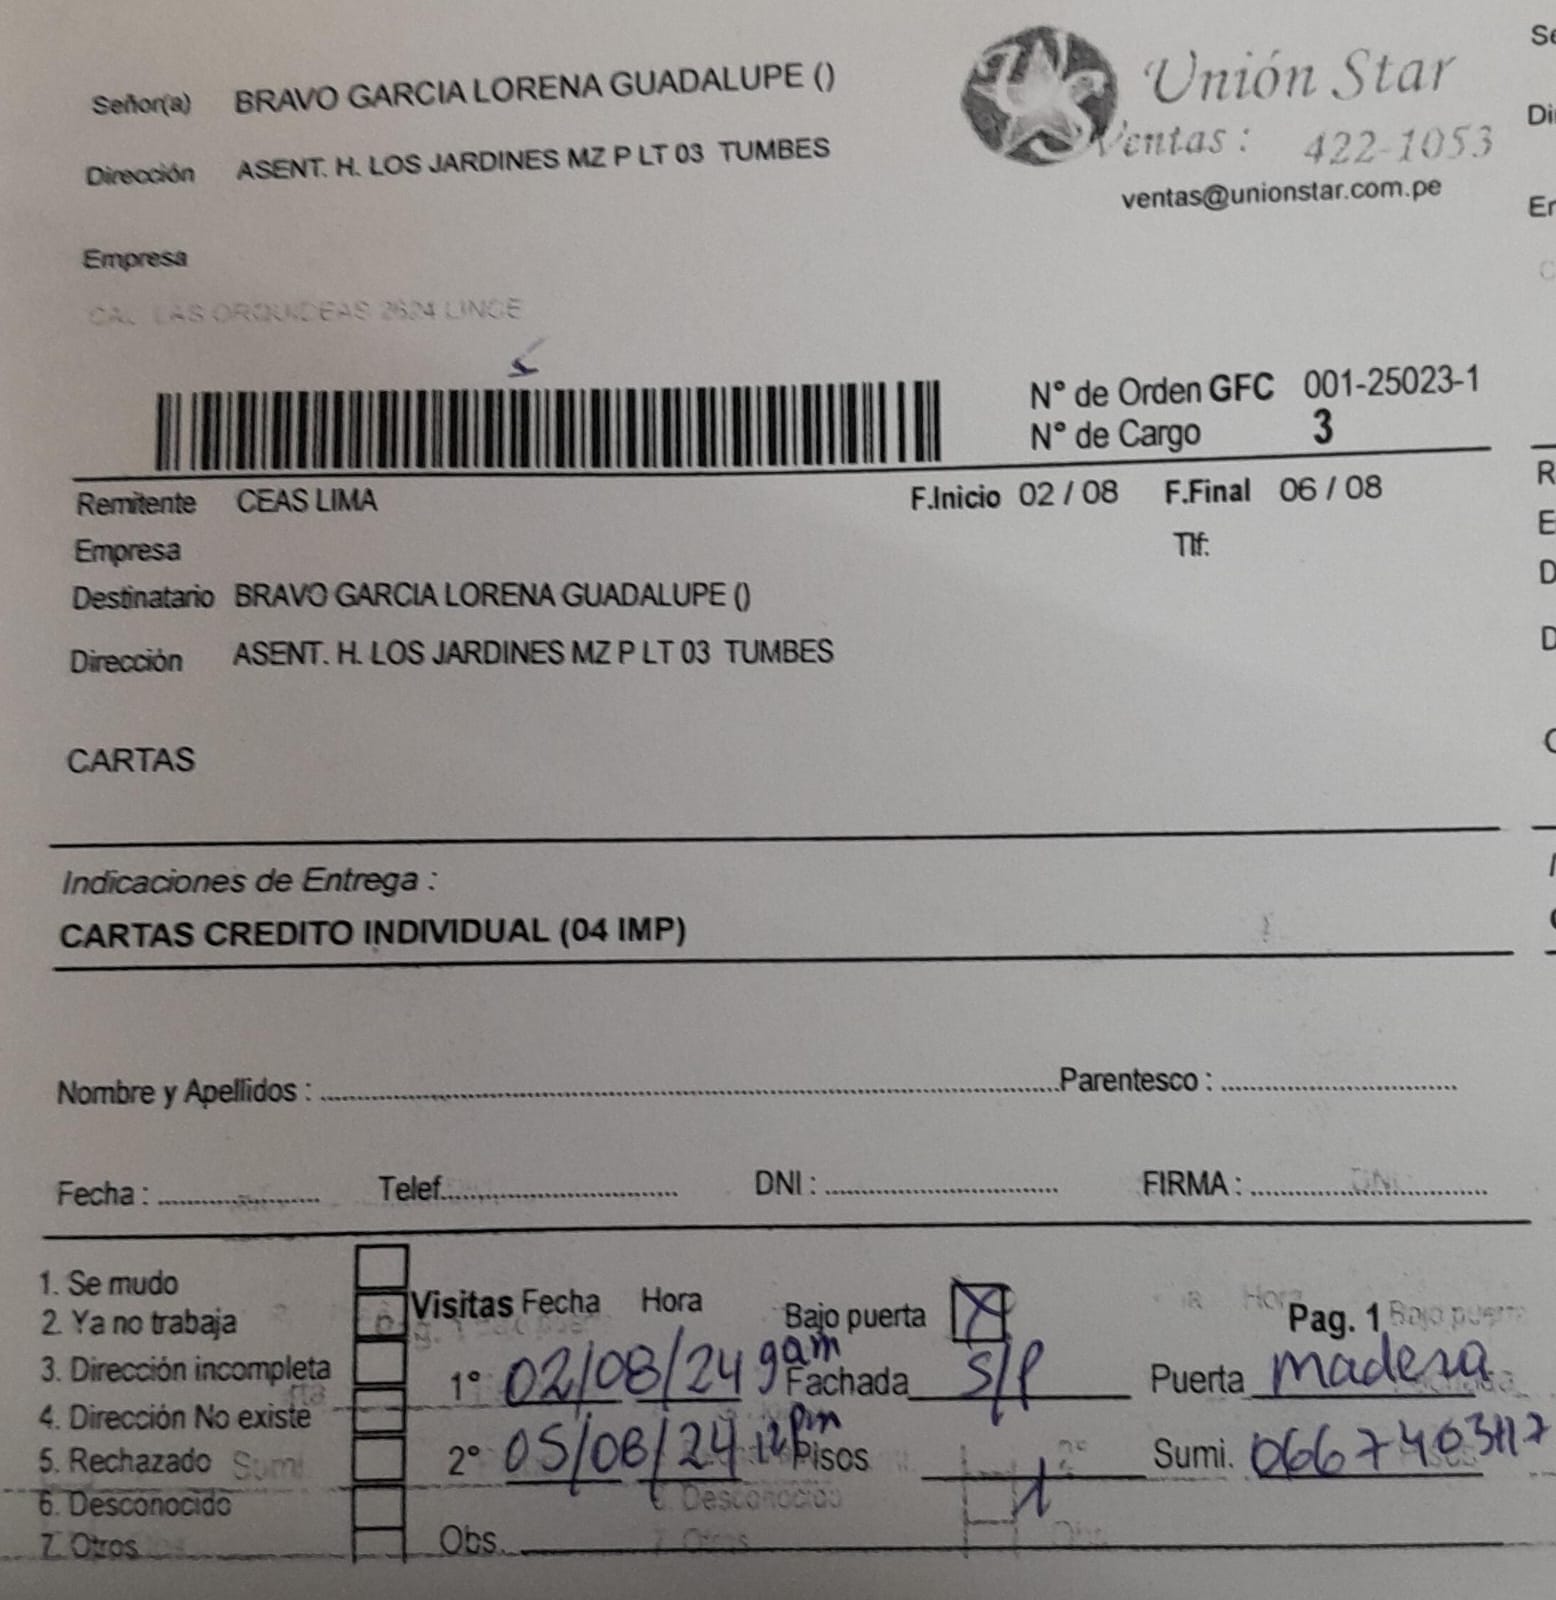 Señor(a) BRAVO GARCIA LORENA GUADALUPE ()
Unión Star
Ventas : 422-1053
ventas@unionstar.com.pe
Dirección ASENT. H. LOS JARDINES MZ P LT 03 TUMBES
Empresa
CAL LAS ORQUIDEAS 2624 LINCE
N° de Orden GFC 001-25023-1
N° de Cargo 3
Remitente CEAS LIMA F.Inicio 02 / 08 F.Final 06 / 08
Empresa Tlf:
Destinatario BRAVO GARCIA LORENA GUADALUPE ()
Dirección ASENT. H. LOS JARDINES MZ P LT 03 TUMBES
CARTAS
Indicaciones de Entrega :
CARTAS CREDITO INDIVIDUAL (04 IMP)
Nombre y Apellidos : Parentesco :
Fecha : Telef. DNI : FIRMA :
1. Se mudo
2. Ya no trabaja
3. Dirección incompleta
4. Dirección No existe
5. Rechazado
6. Desconocido
7. Otros
Visitas Fecha Hora Bajo puerta X Pag. 1
1° 02/08/24 9am Fachada S/P Puerta madera
2° 05/08/24 12pm Pisos 1 Sumi.
Obs.